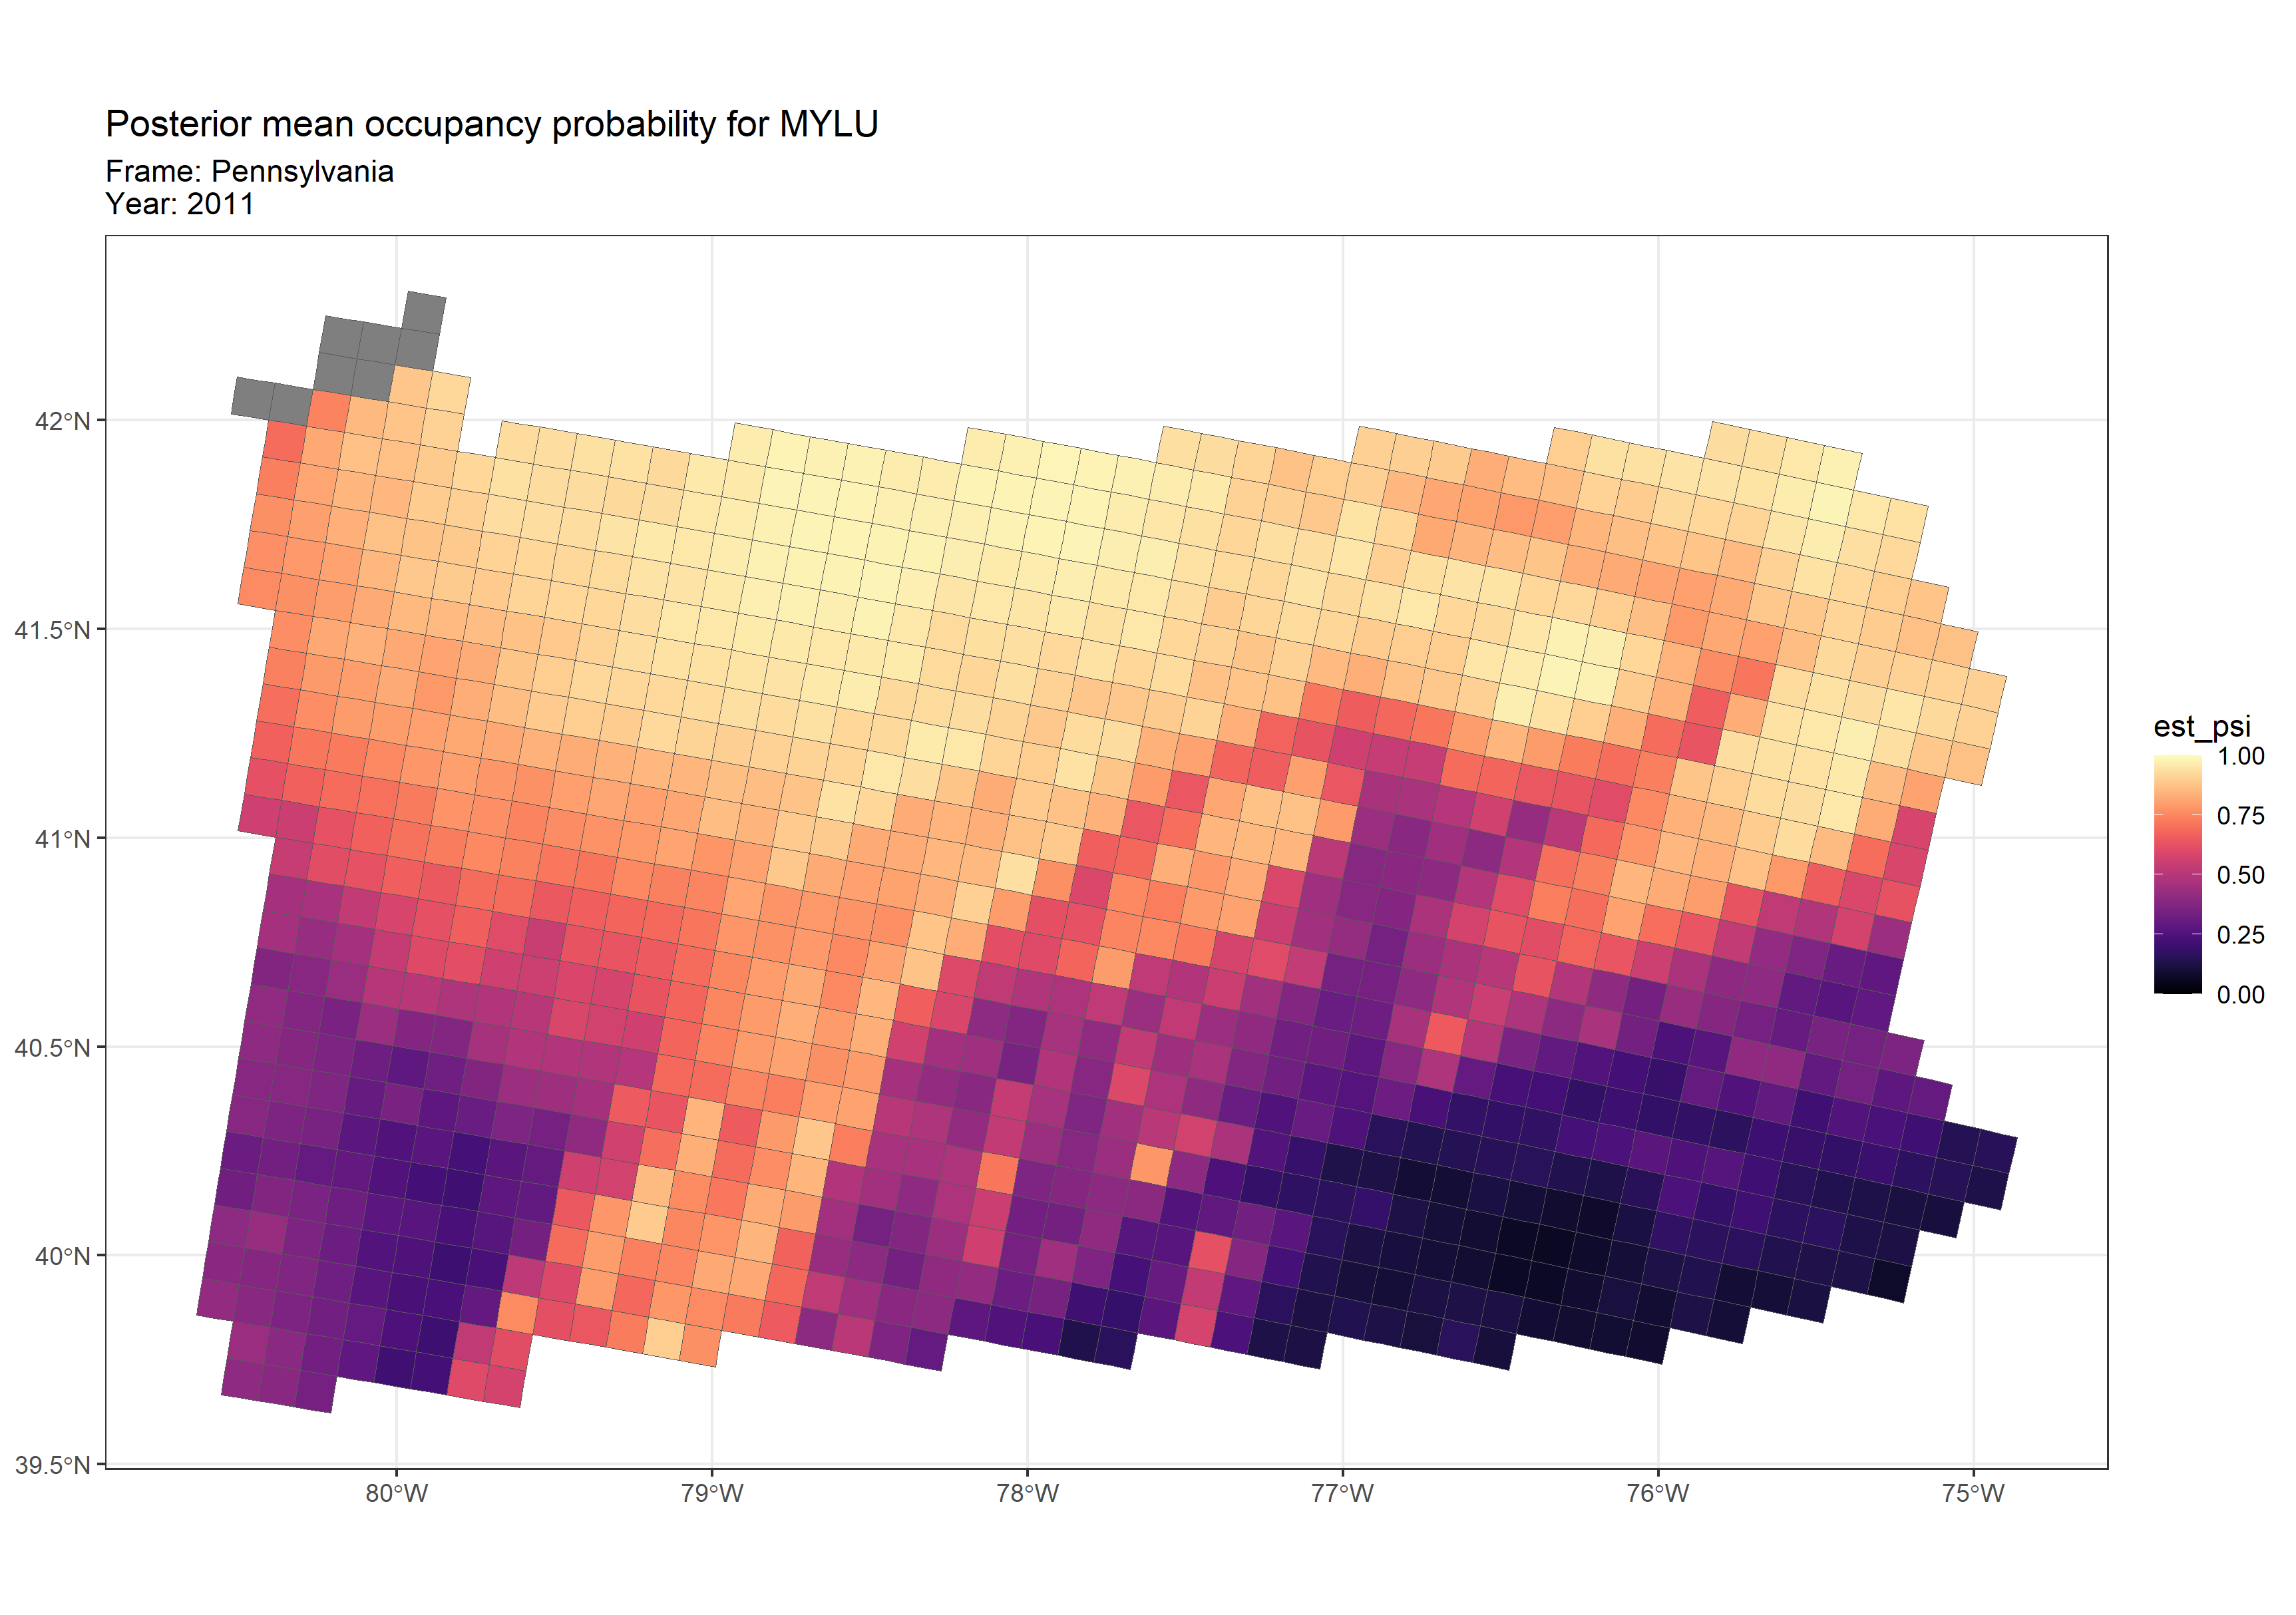 Posterior mean occupancy probability for MYLU
Frame: Pennsylvania
Year: 2011
42°N
41.5°N
41°N
40.5°N
40°N
39.5°N
80°W
79°W
78°W
77°W
76°W
75°W
est_psi
1.00
0.75
0.50
0.25
0.00